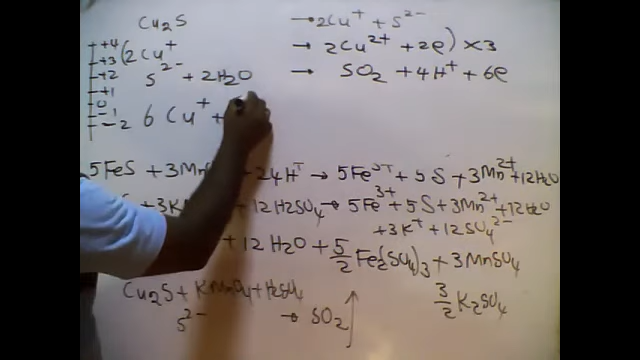 Cu2S → 2Cu+ + S2-
+4
+3 (2Cu+ → 2Cu2+ + 2e) ×3
+2 S2- + 2H2O → SO2 + 4H+ + 6e
+1
0
-1 6Cu+ +
-2
5FeS + 24H+ → 5Fe3+ + 5S + 3Mn2+ + 12H2O
+ 12H2SO4 → 5Fe3+ + 5S + 3Mn2+ + 12H2O
+ 3K+ + 12SO42-
+ 12H2O + 5/2 Fe2(SO4)3 + 3MnSO4
Cu2S + KMnO4 + H2SO4 3/2 K2SO4
S2- → SO2 ↑